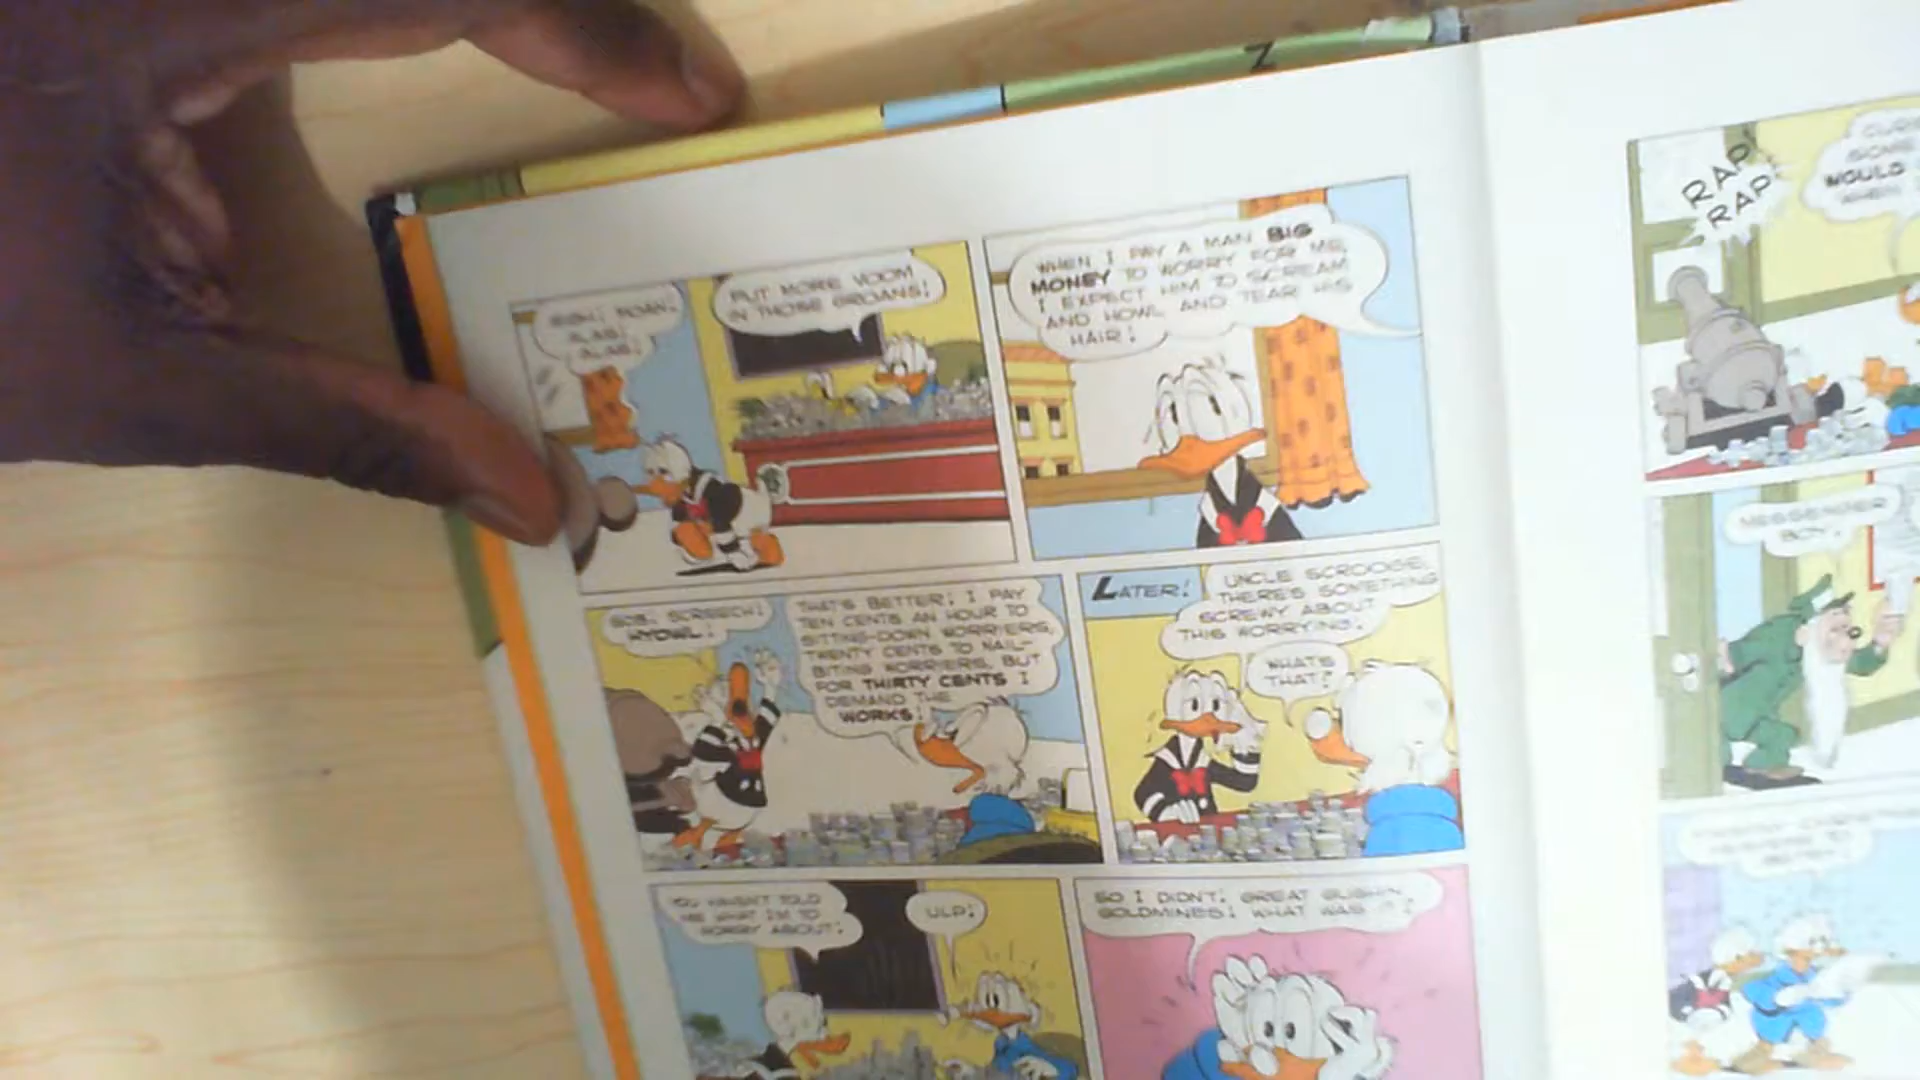 SIGH! MOAN!
ALAS!
ALAS!
PUT MORE VOOM
IN THOSE GROANS!
WHEN I PAY A MAN BIG
MONEY TO WORRY FOR ME,
I EXPECT HIM TO SCREAM
AND HOWL AND TEAR HIS
HAIR!
SOB! SCREECH!
HYOWL!
THAT'S BETTER! I PAY
TEN CENTS AN HOUR TO
SITTING-DOWN WORRIERS,
TWENTY CENTS TO NAIL-
BITING WORRIERS, BUT
FOR THIRTY CENTS I
DEMAND THE
WORKS!
LATER!
UNCLE SCROOGE,
THERE'S SOMETHING
SCREWY ABOUT
THIS WORRYING!
WHAT'S
THAT?
YOU HAVEN'T TOLD
ME WHAT I'M TO
WORRY ABOUT!
ULP!
SO I DIDN'T! GREAT
GOLDMINES! WHAT WAS IT?
RAP!
RAP!
WOULD
WHEN
MESSENGER
BOY!
Z